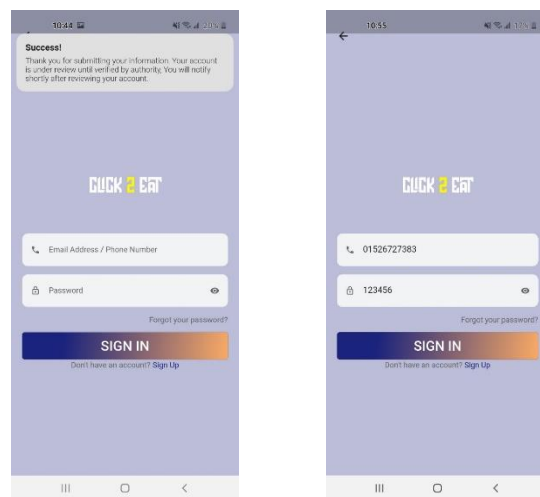 10:44
Success!
Thank you for submitting your information. Your account
is under review until verified by authority, You will notify
shortly after reviewing your account.
CLICK 2 EAT
Email Address / Phone Number
Password
Forgot your password?
SIGN IN
Don't have an account? Sign Up
10:55
CLICK 2 EAT
01526727383
123456
Forgot your password?
SIGN IN
Don't have an account? Sign Up